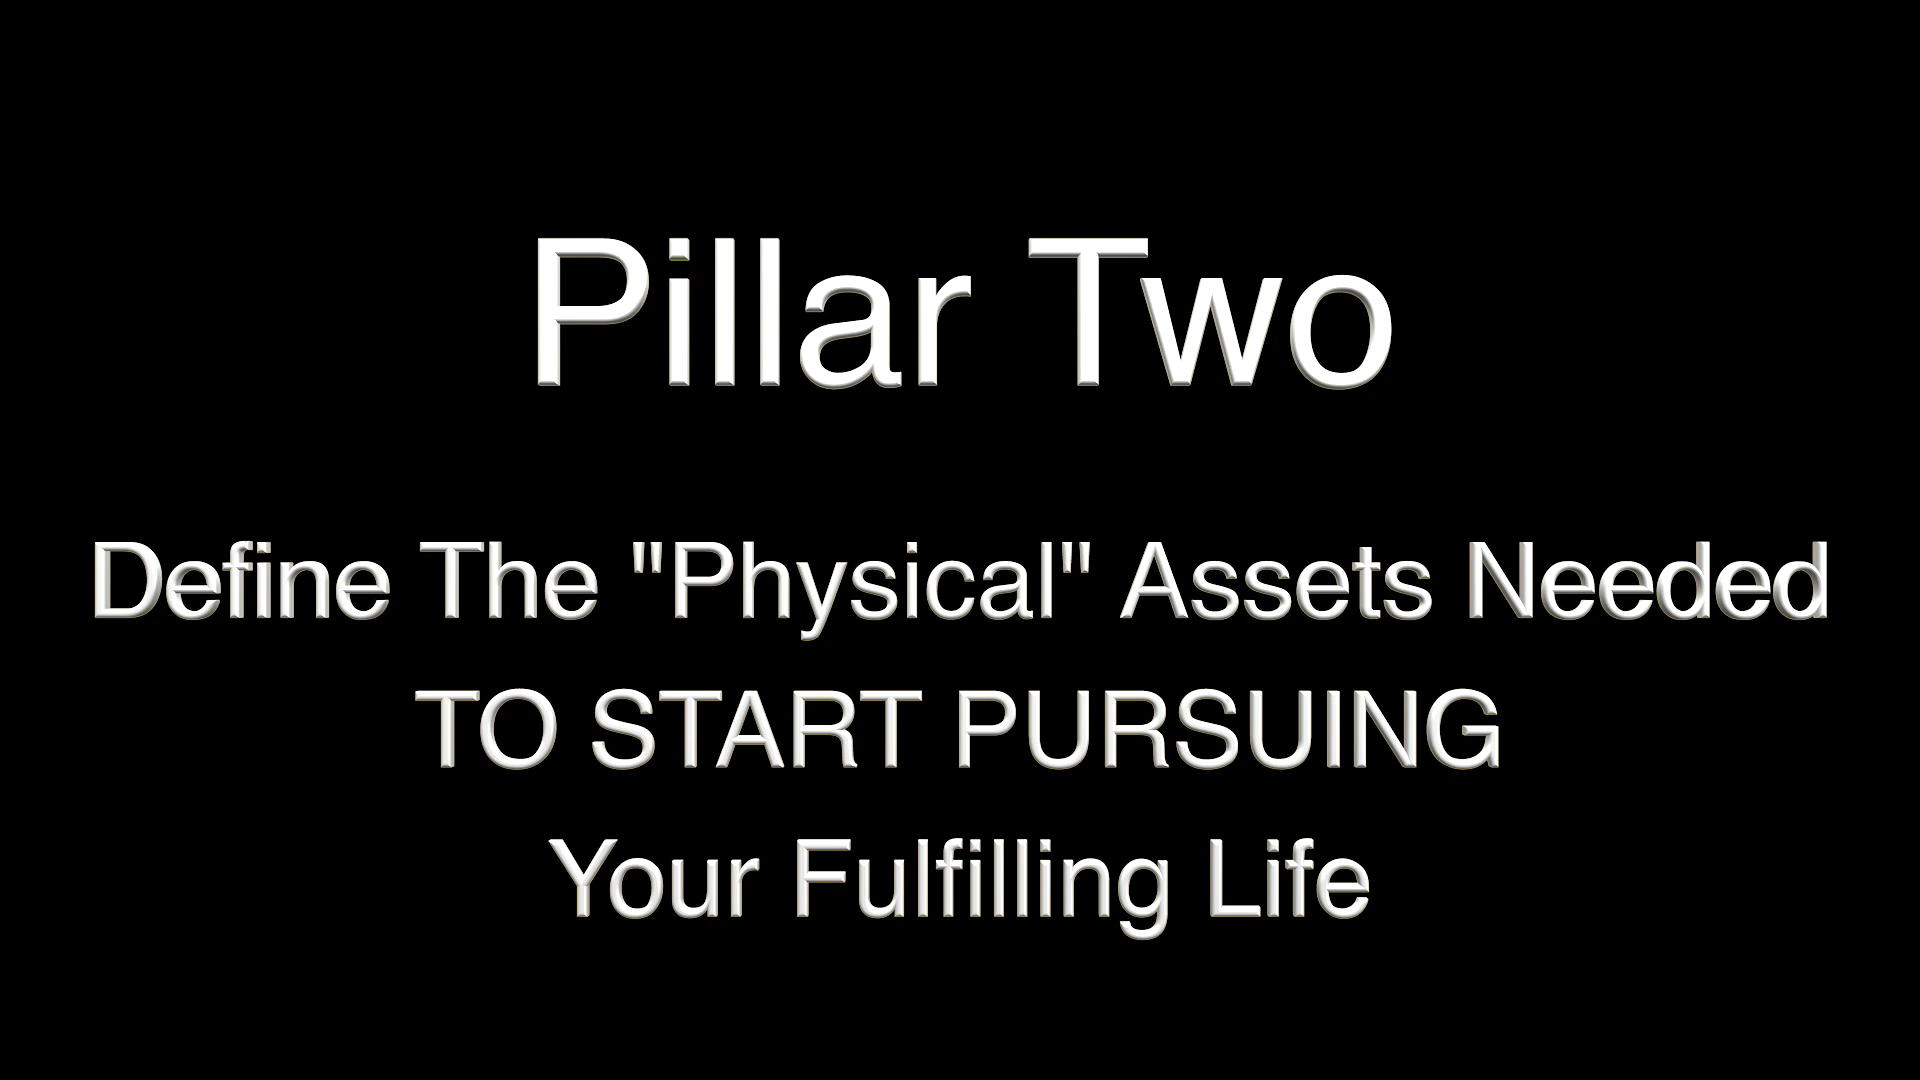 Pillar Two
Define The "Physical" Assets Needed
TO START PURSUING
Your Fulfilling Life